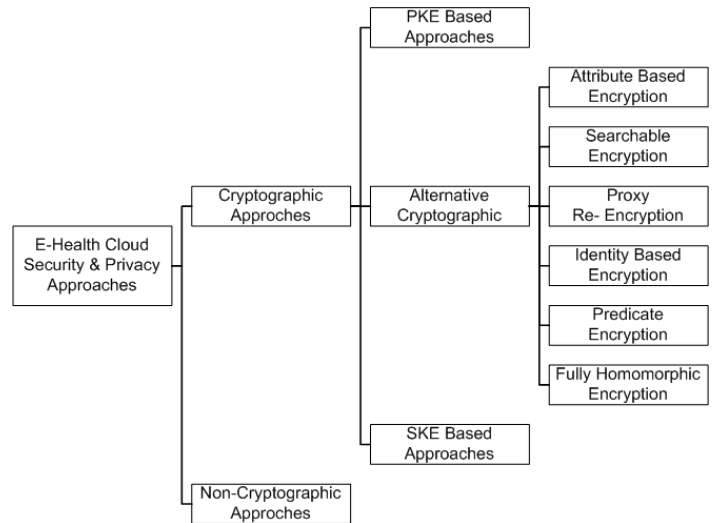 PKE Based
Approaches
Attribute Based
Encryption
Searchable
Encryption
Cryptographic
Approches
Alternative
Cryptographic
Proxy
Re- Encryption
E-Health Cloud
Security & Privacy
Approaches
Identity Based
Encryption
Predicate
Encryption
Fully Homomorphic
Encryption
SKE Based
Approaches
Non-Cryptographic
Approches